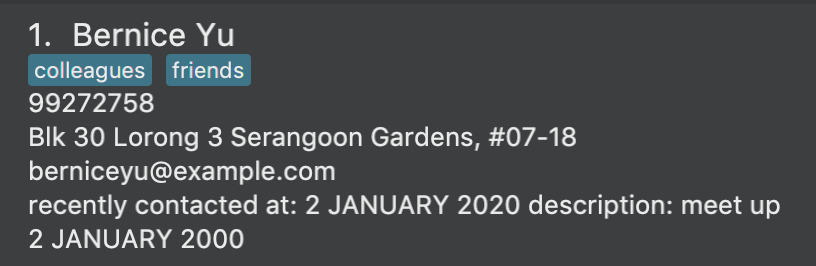 1. Bernice Yu
colleagues friends
99272758
Blk 30 Lorong 3 Serangoon Gardens, #07-18
berniceyu@example.com
recently contacted at: 2 JANUARY 2020 description: meet up
2 JANUARY 2000